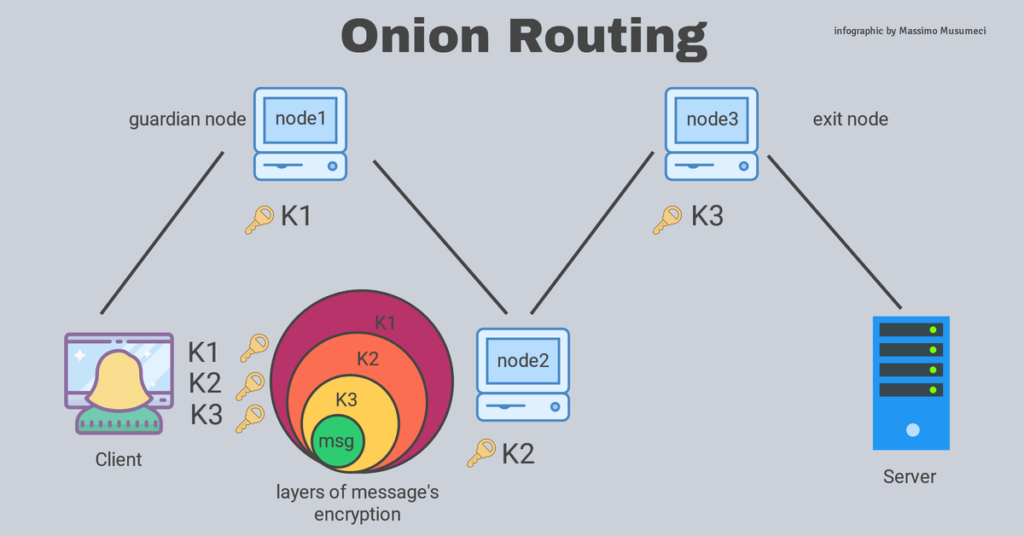 Onion Routing
infographic by Massimo Musumeci
guardian node
node1
node3
exit node
K1
K3
K1
K2
K3
K1
K2
K3
msg
node2
K2
Client
layers of message's
encryption
Server